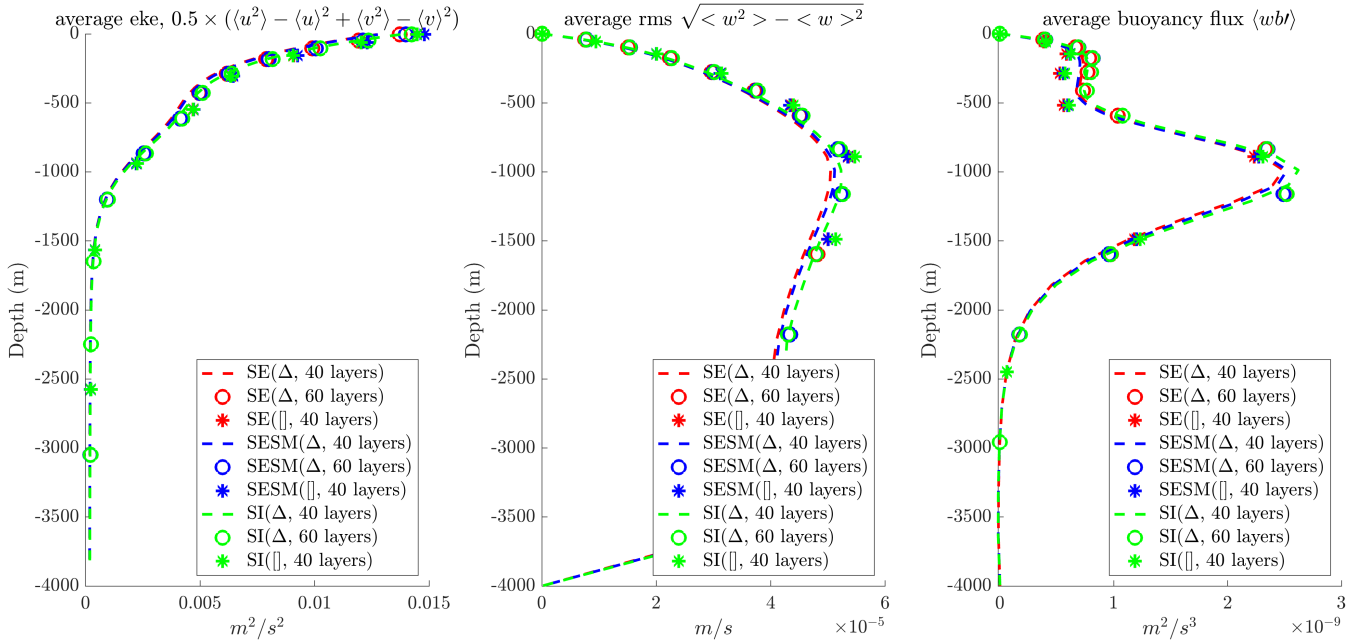 average eke, 0.5 × (⟨u²⟩ − ⟨u⟩² + ⟨v²⟩ − ⟨v⟩²)
0
-500
-1000
-1500
-2000
-2500
-3000
-3500
-4000
Depth (m)
0
0.005
0.01
0.015
m²/s²
SE(Δ, 40 layers)
SE(Δ, 60 layers)
SE([], 40 layers)
SESM(Δ, 40 layers)
SESM(Δ, 60 layers)
SESM([], 40 layers)
SI(Δ, 40 layers)
SI(Δ, 60 layers)
SI([], 40 layers)
average rms √< w² > − < w >²
0
-500
-1000
-1500
-2000
-2500
-3000
-3500
-4000
Depth (m)
0
2
4
6
×10⁻⁵
m/s
SE(Δ, 40 layers)
SE(Δ, 60 layers)
SE([], 40 layers)
SESM(Δ, 40 layers)
SESM(Δ, 60 layers)
SESM([], 40 layers)
SI(Δ, 40 layers)
SI(Δ, 60 layers)
SI([], 40 layers)
average buoyancy flux ⟨wb′⟩
0
-500
-1000
-1500
-2000
-2500
-3000
-3500
-4000
Depth (m)
0
1
2
3
×10⁻⁹
m²/s³
SE(Δ, 40 layers)
SE(Δ, 60 layers)
SE([], 40 layers)
SESM(Δ, 40 layers)
SESM(Δ, 60 layers)
SESM([], 40 layers)
SI(Δ, 40 layers)
SI(Δ, 60 layers)
SI([], 40 layers)